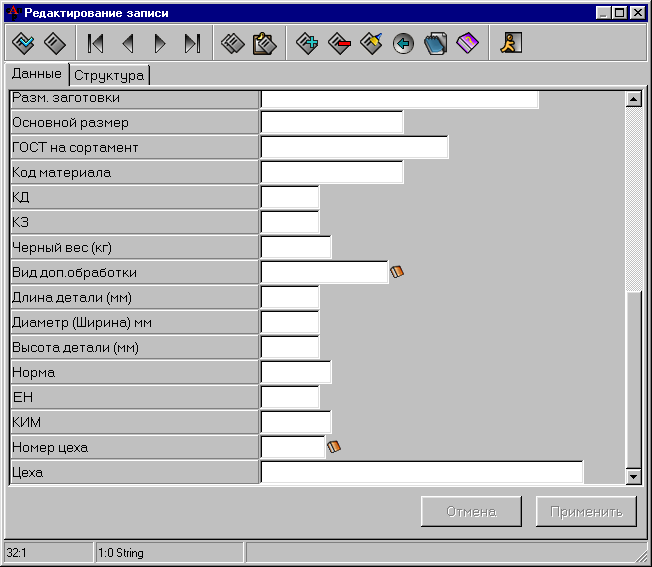 Редактирование записи
Данные Структура
Разм. заготовки
Основной размер
ГОСТ на сортамент
Код материала
КД
КЗ
Черный вес (кг)
Вид доп.обработки
Длина детали (мм)
Диаметр (Ширина) мм
Высота детали (мм)
Норма
ЕН
КИМ
Номер цеха
Цеха
Отмена Применить
32:1 1:0 String